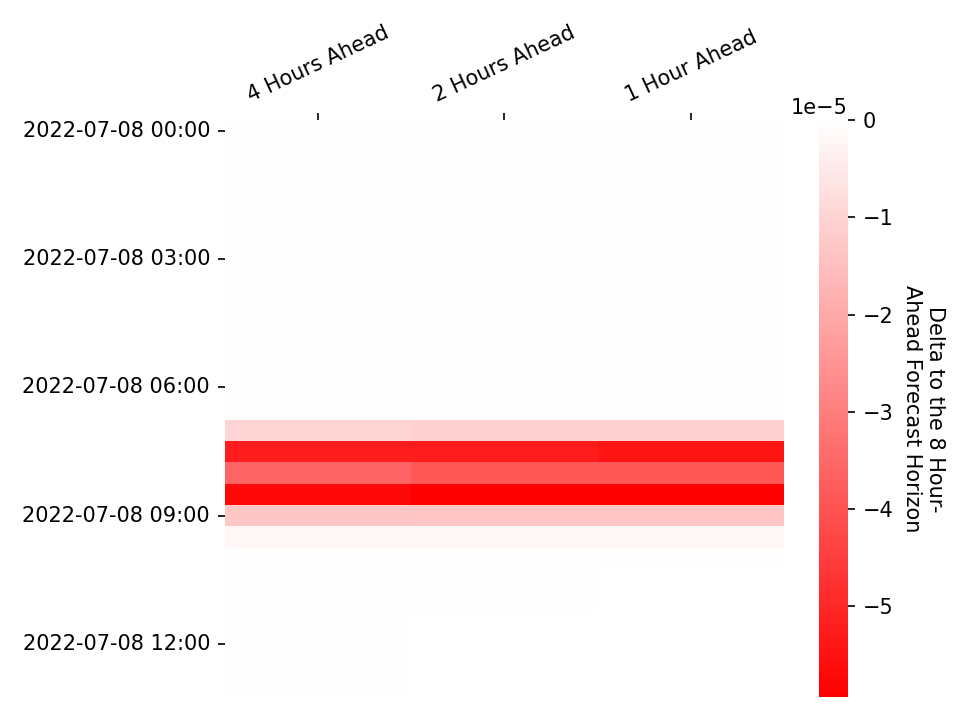 4 Hours Ahead
2 Hours Ahead
1 Hour Ahead
1e−5
2022-07-08 00:00
2022-07-08 03:00
2022-07-08 06:00
2022-07-08 09:00
2022-07-08 12:00
0
−1
−2
−3
−4
−5
Delta to the 8 Hour-
Ahead Forecast Horizon